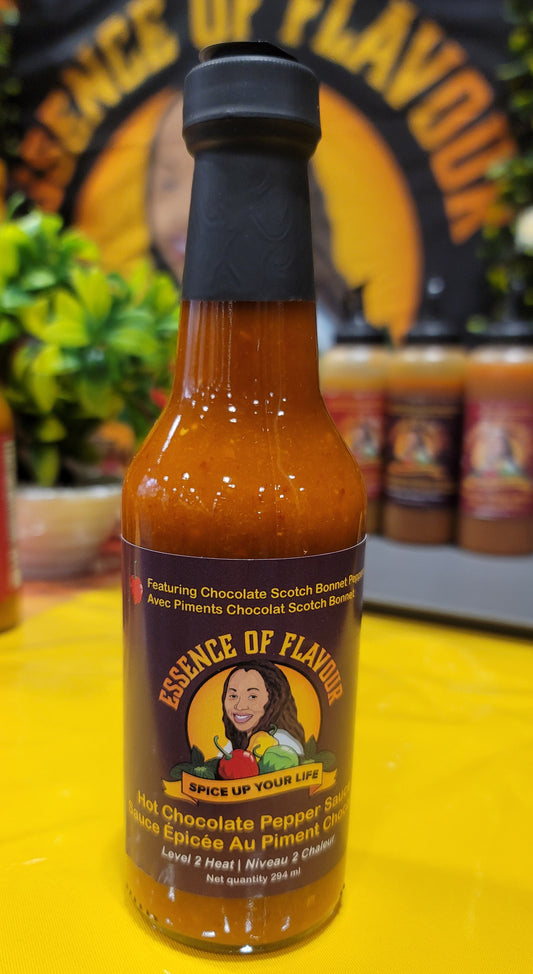 ESSENCE OF FLAVOUR
Featuring Chocolate Scotch Bonnet
Avec Piments Chocolat Scotch Bonnet
ESSENCE OF FLAVOUR
SPICE UP YOUR LIFE
Hot Chocolate Pepper Sauce
Sauce Épicée Au Piment
Level 2 Heat | Niveau 2 Chaleur
Net quantity 294 ml